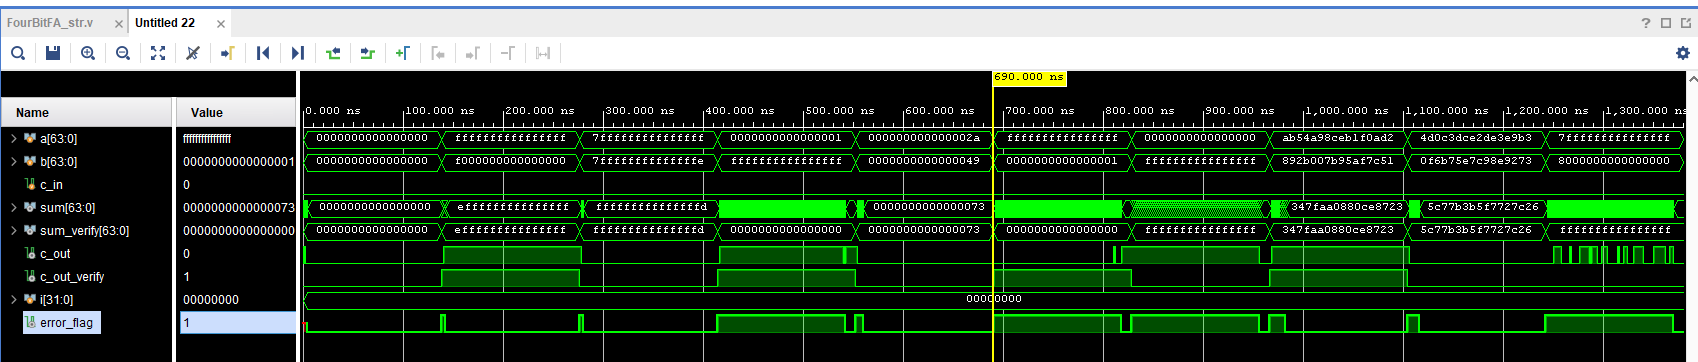 FourBitFA_str.v × Untitled 22 ×
?
690.000 ns
0.000 ns 100.000 ns 200.000 ns 300.000 ns 400.000 ns 500.000 ns 600.000 ns 700.000 ns 800.000 ns 900.000 ns 1,000.000 ns 1,100.000 ns 1,200.000 ns 1,300.000 ns
Name Value
a[63:0] ffffffffffffffff 0000000000000000 ffffffffffffffff 7fffffffffffffff 0000000000000001 000000000000002a ffffffffffffffff 0000000000000000 ab54a98ceb1f0ad2 4d0c3dce2de3e9b3 7fffffffffffffff
b[63:0] 0000000000000001 0000000000000000 f000000000000000 7ffffffffffffffe ffffffffffffffff 0000000000000049 0000000000000001 ffffffffffffffff 892b007b95af7c51 0f6b75e7c98e9273 8000000000000000
c_in 0
sum[63:0] 0000000000000073 0000000000000000 efffffffffffffff fffffffffffffffd 0000000000000073 347faa0880ce8723 5c77b3b5f7727c26
sum_verify[63:0] 0000000000000000 0000000000000000 efffffffffffffff fffffffffffffffd 0000000000000000 0000000000000073 0000000000000000 ffffffffffffffff 347faa0880ce8723 5c77b3b5f7727c26 ffffffffffffffff
c_out 0
c_out_verify 1
i[31:0] 00000000 00000000
error_flag 1